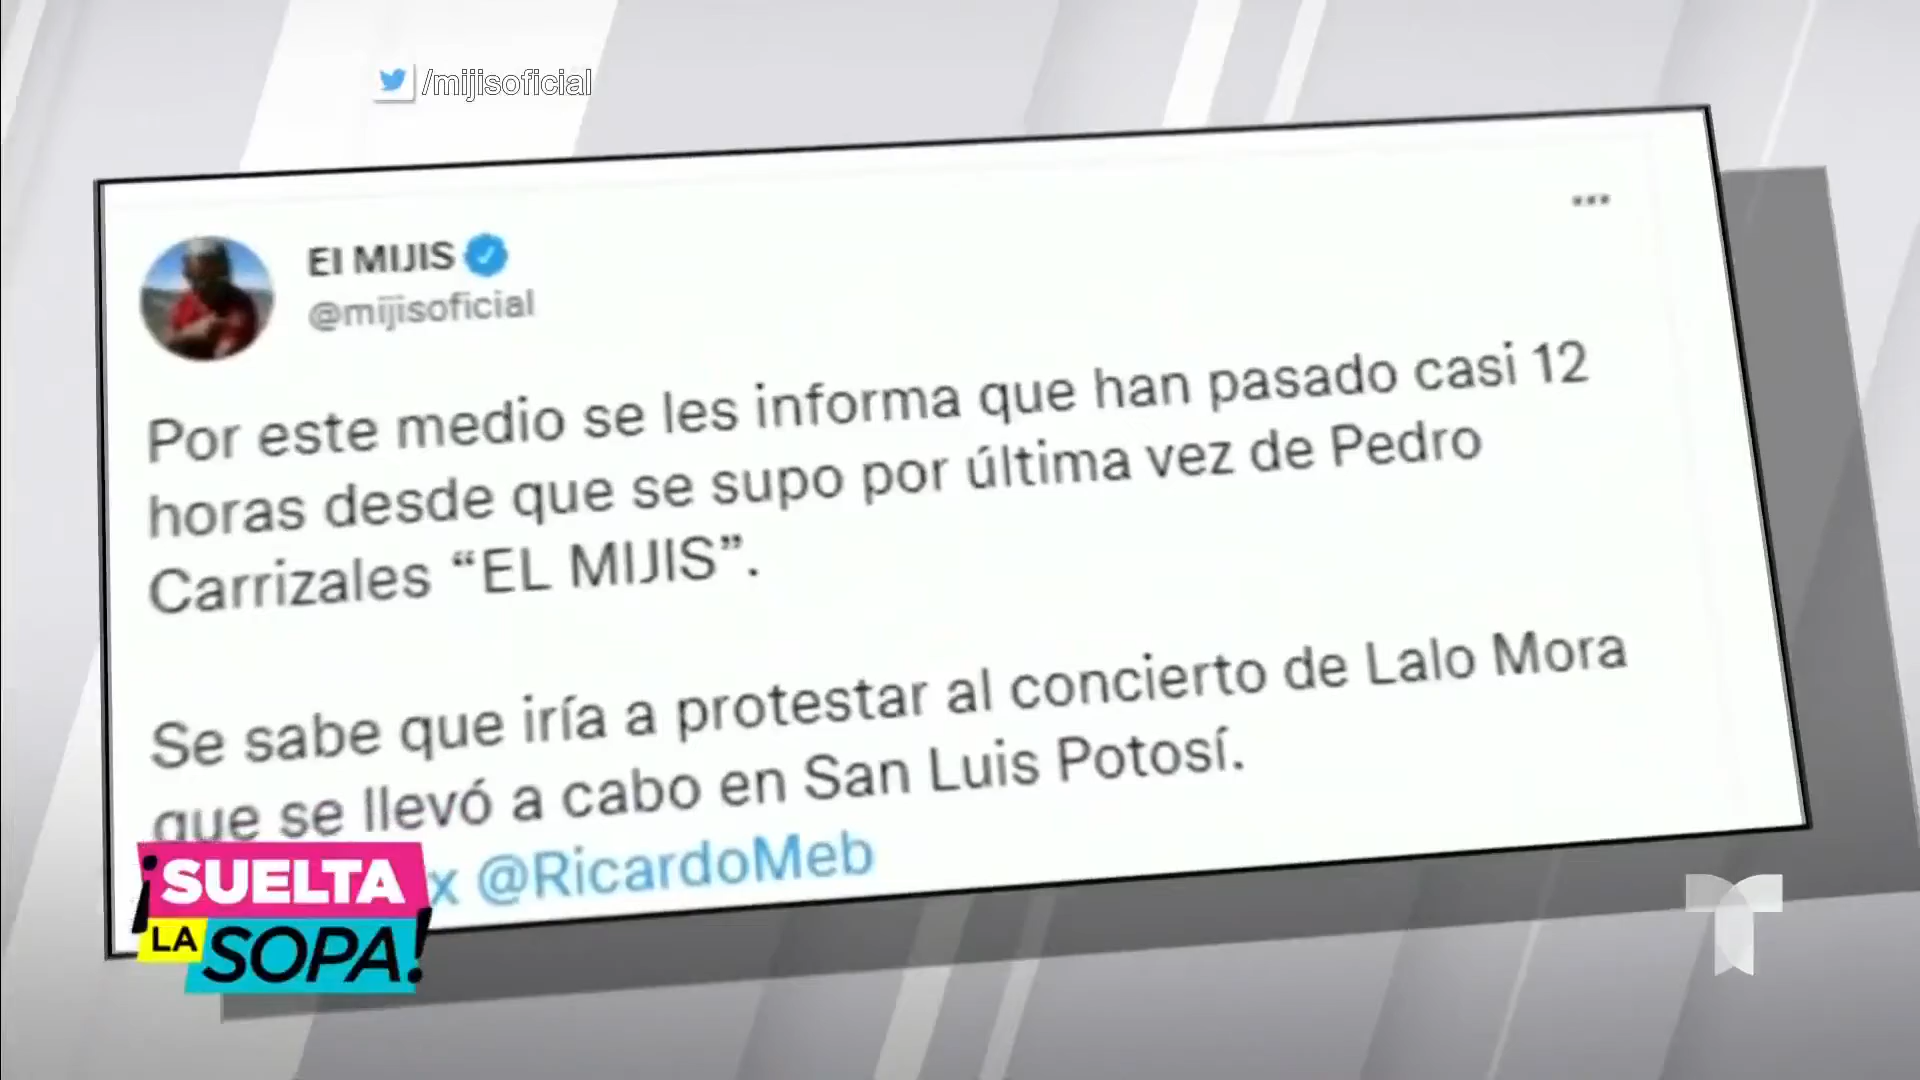 /mijisoficial
El MIJIS
@mijisoficial
Por este medio se les informa que han pasado casi 12
horas desde que se supo por última vez de Pedro
Carrizales “EL MIJIS”.
Se sabe que iría a protestar al concierto de Lalo Mora
que se llevó a cabo en San Luis Potosí.
x @RicardoMeb
¡SUELTA
LA SOPA!